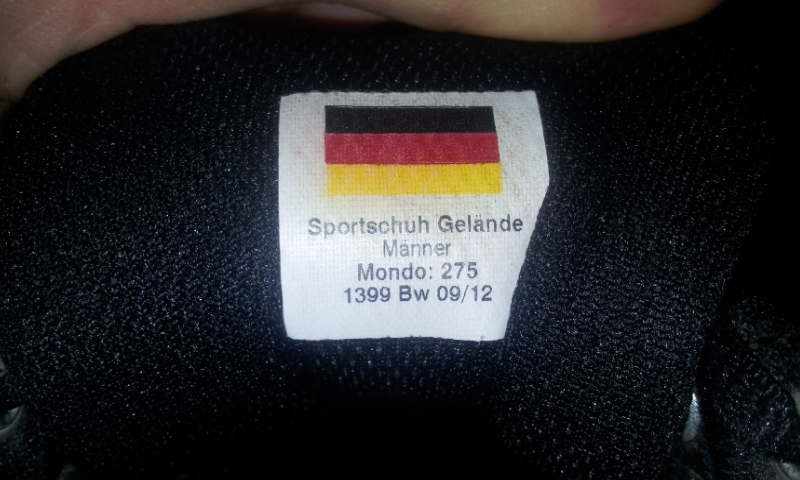 Sportschuh Gelände
Männer
Mondo: 275
1399 Bw 09/12